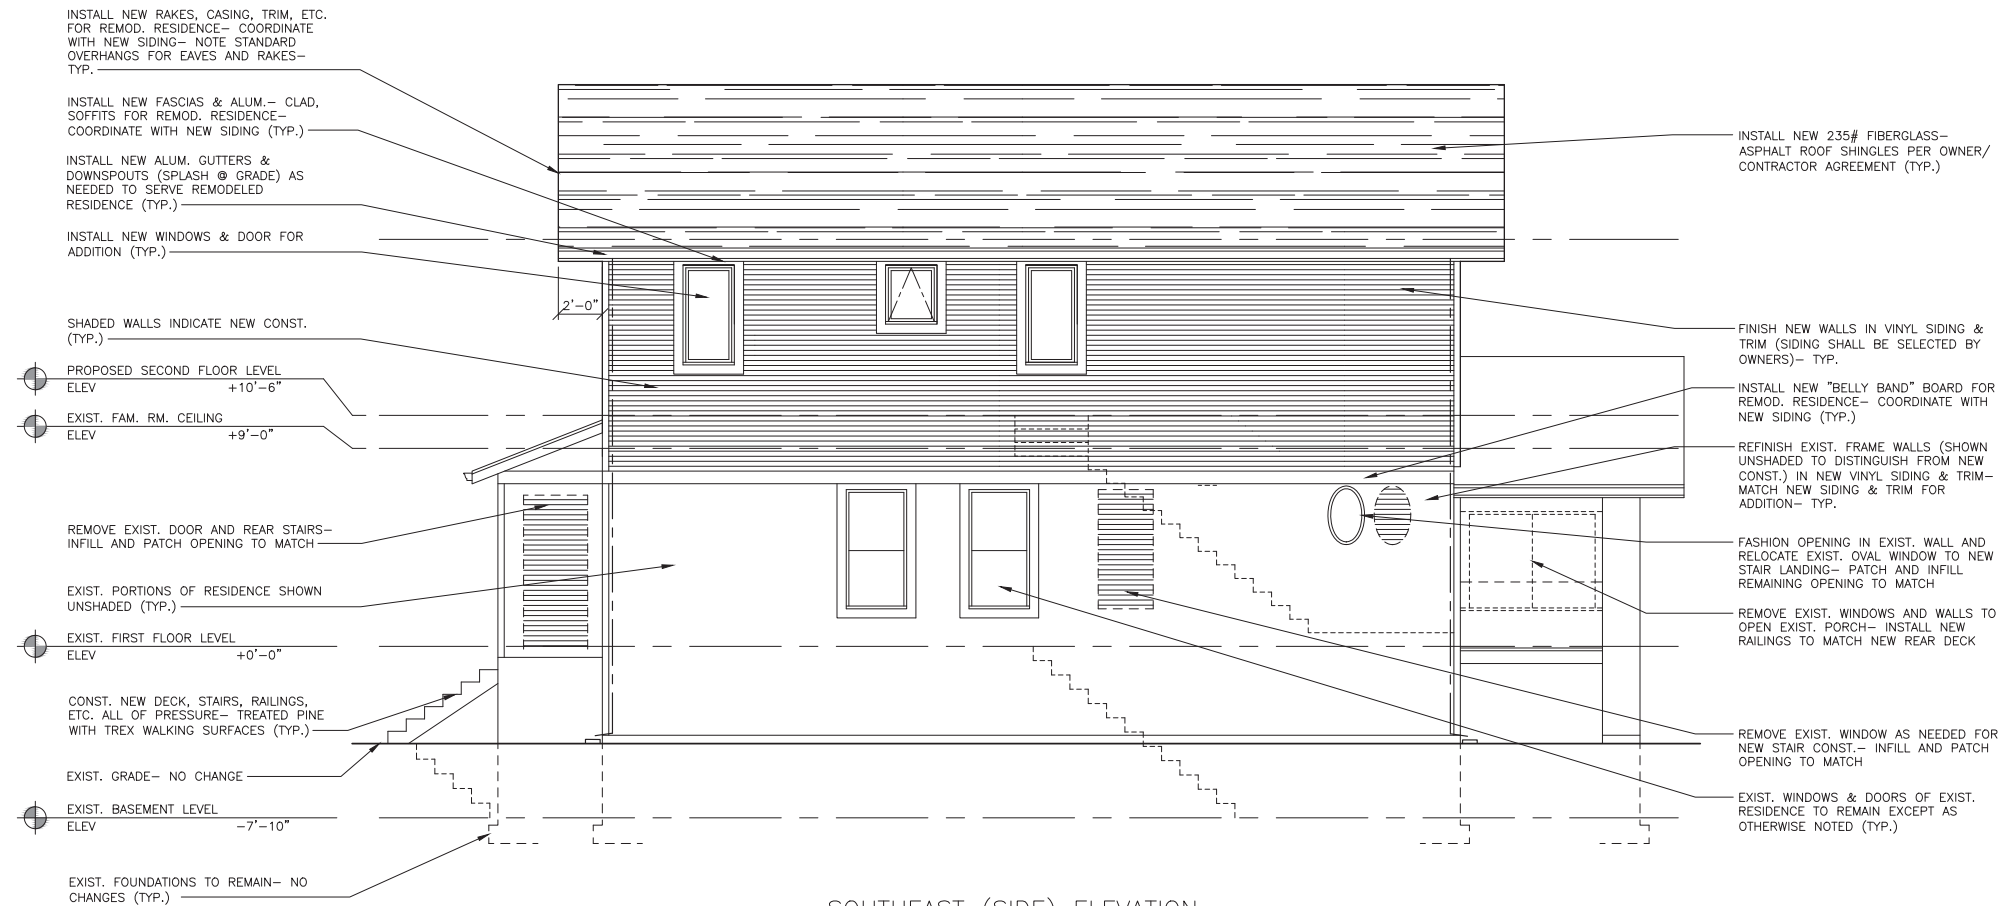 INSTALL NEW RAKES, CASING, TRIM, ETC.
FOR REMOD. RESIDENCE– COORDINATE
WITH NEW SIDING– NOTE STANDARD
OVERHANGS FOR EAVES AND RAKES–
TYP.
INSTALL NEW FASCIAS & ALUM.– CLAD,
SOFFITS FOR REMOD. RESIDENCE–
COORDINATE WITH NEW SIDING (TYP.)
INSTALL NEW ALUM. GUTTERS &
DOWNSPOUTS (SPLASH @ GRADE) AS
NEEDED TO SERVE REMODELED
RESIDENCE (TYP.)
INSTALL NEW WINDOWS & DOOR FOR
ADDITION (TYP.)
2'–0"
SHADED WALLS INDICATE NEW CONST.
(TYP.)
PROPOSED SECOND FLOOR LEVEL
ELEV +10'–6"
EXIST. FAM. RM. CEILING
ELEV +9'–0"
REMOVE EXIST. DOOR AND REAR STAIRS–
INFILL AND PATCH OPENING TO MATCH
EXIST. PORTIONS OF RESIDENCE SHOWN
UNSHADED (TYP.)
EXIST. FIRST FLOOR LEVEL
ELEV +0'–0"
CONST. NEW DECK, STAIRS, RAILINGS,
ETC. ALL OF PRESSURE– TREATED PINE
WITH TREX WALKING SURFACES (TYP.)
EXIST. GRADE– NO CHANGE
EXIST. BASEMENT LEVEL
ELEV –7'–10"
EXIST. FOUNDATIONS TO REMAIN– NO
CHANGES (TYP.)
INSTALL NEW 235# FIBERGLASS–
ASPHALT ROOF SHINGLES PER OWNER/
CONTRACTOR AGREEMENT (TYP.)
FINISH NEW WALLS IN VINYL SIDING &
TRIM (SIDING SHALL BE SELECTED BY
OWNERS)– TYP.
INSTALL NEW "BELLY BAND" BOARD FOR
REMOD. RESIDENCE– COORDINATE WITH
NEW SIDING (TYP.)
REFINISH EXIST. FRAME WALLS (SHOWN
UNSHADED TO DISTINGUISH FROM NEW
CONST.) IN NEW VINYL SIDING & TRIM–
MATCH NEW SIDING & TRIM FOR
ADDITION– TYP.
FASHION OPENING IN EXIST. WALL AND
RELOCATE EXIST. OVAL WINDOW TO NEW
STAIR LANDING– PATCH AND INFILL
REMAINING OPENING TO MATCH
REMOVE EXIST. WINDOWS AND WALLS TO
OPEN EXIST. PORCH– INSTALL NEW
RAILINGS TO MATCH NEW REAR DECK
REMOVE EXIST. WINDOW AS NEEDED FOR
NEW STAIR CONST.– INFILL AND PATCH
OPENING TO MATCH
EXIST. WINDOWS & DOORS OF EXIST.
RESIDENCE TO REMAIN EXCEPT AS
OTHERWISE NOTED (TYP.)
SOUTHEAST (SIDE) ELEVATION